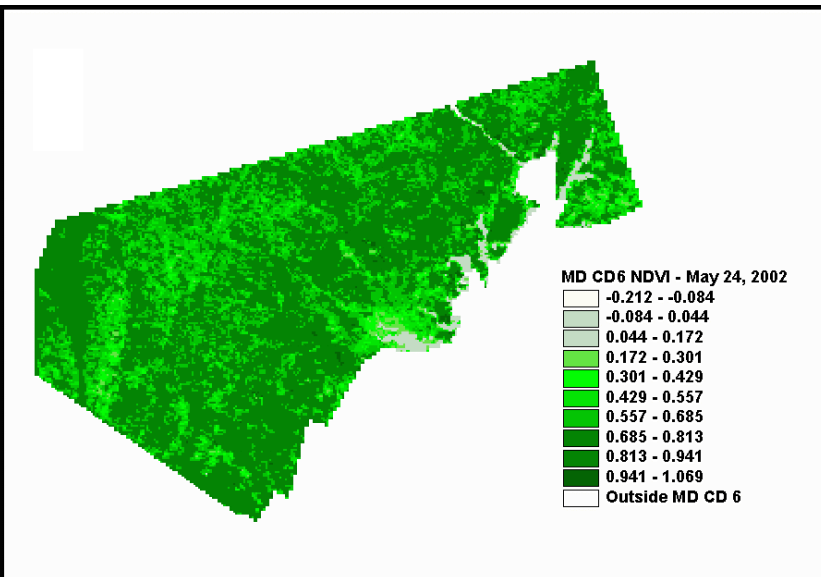 MD CD6 NDVI - May 24, 2002
-0.212 - -0.084
-0.084 - 0.044
0.044 - 0.172
0.172 - 0.301
0.301 - 0.429
0.429 - 0.557
0.557 - 0.685
0.685 - 0.813
0.813 - 0.941
0.941 - 1.069
Outside MD CD 6